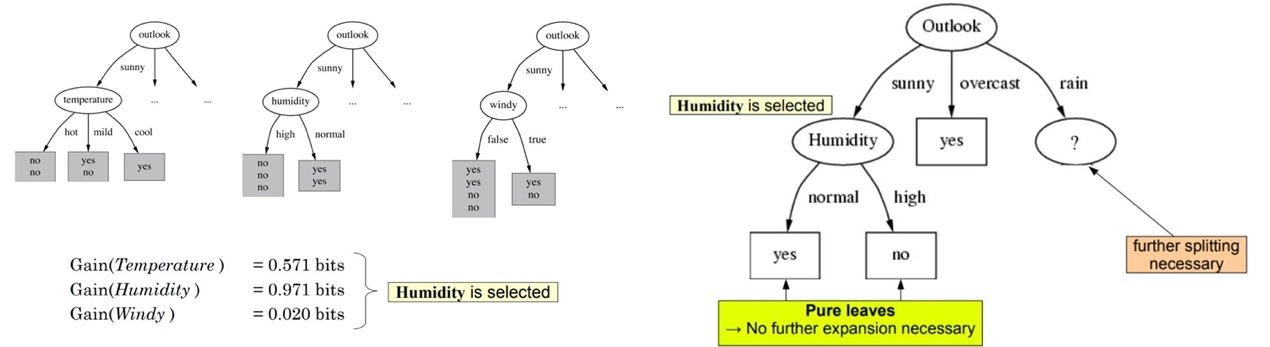 outlook
sunny
temperature
...
...
hot mild cool
no
no
yes
no
yes
outlook
sunny
humidity
...
...
high normal
no
no
no
yes
yes
outlook
sunny
windy
...
...
false true
yes
yes
no
no
yes
no
Gain(Temperature ) = 0.571 bits
Gain(Humidity ) = 0.971 bits
Gain(Windy ) = 0.020 bits
Humidity is selected
Outlook
sunny overcast rain
Humidity is selected
Humidity
yes
?
normal high
yes
no
further splitting
necessary
Pure leaves
→ No further expansion necessary